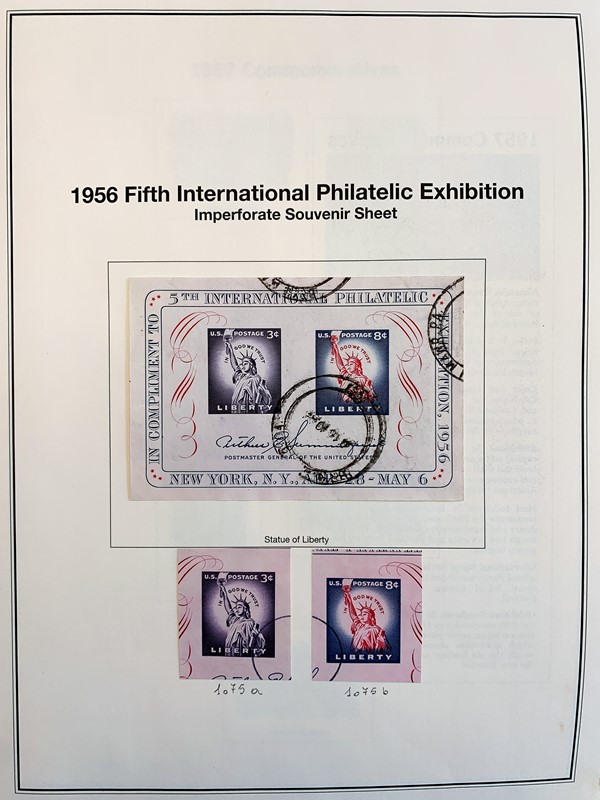 1956 Fifth International Philatelic Exhibition
Imperforate Souvenir Sheet
5TH INTERNATIONAL PHILATELIC
IN COMPLIMENT TO
1956
U.S. POSTAGE 3¢
IN GOD WE TRUST
LIBERTY
U.S. POSTAGE 8¢
IN GOD WE TRUST
LIBERTY
POSTMASTER GENERAL OF THE UNITED STATES
NEW YORK, N.Y., 28-MAY 6
Statue of Liberty
U.S. POSTAGE 3¢
IN GOD WE TRUST
LIBERTY
U.S. POSTAGE 8¢
IN GOD WE TRUST
LIBERTY
1075a
1075b